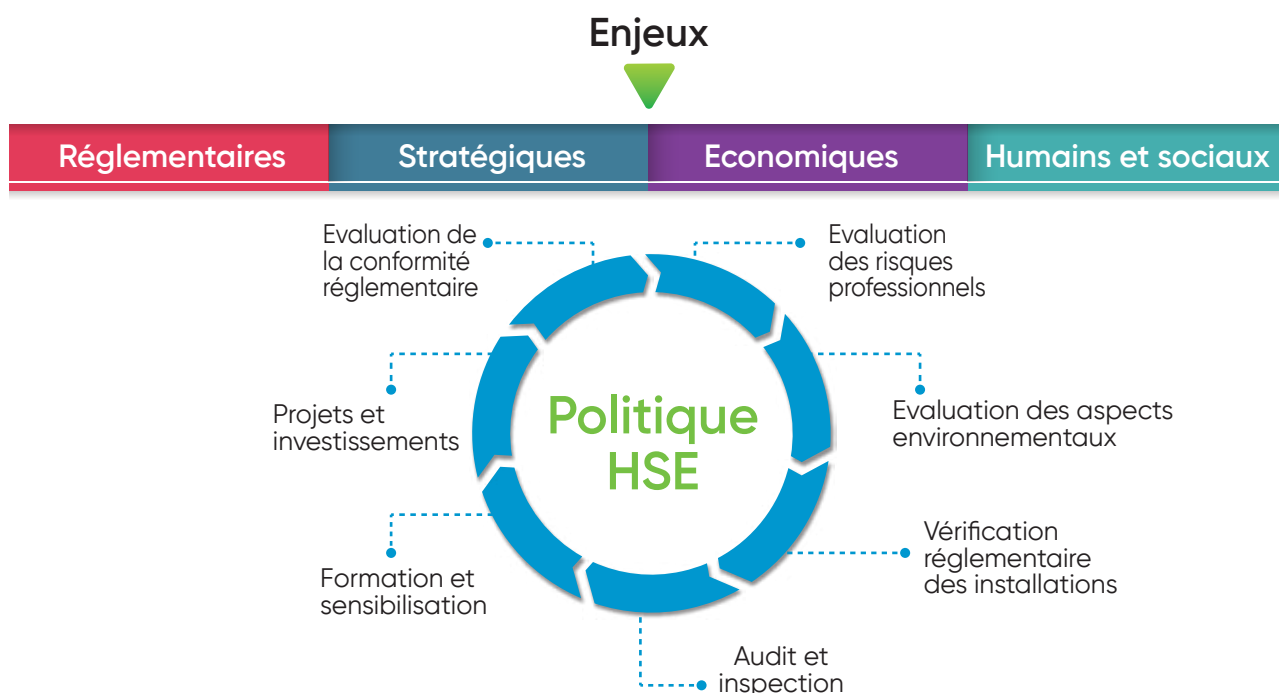 Enjeux
Réglementaires
Stratégiques
Economiques
Humains et sociaux
Evaluation de
la conformité
réglementaire
Evaluation
des risques
professionnels
Projets et
investissements
Politique
HSE
Evaluation des aspects
environnementaux
Formation et
sensibilisation
Vérification
réglementaire
des installations
Audit et
inspection